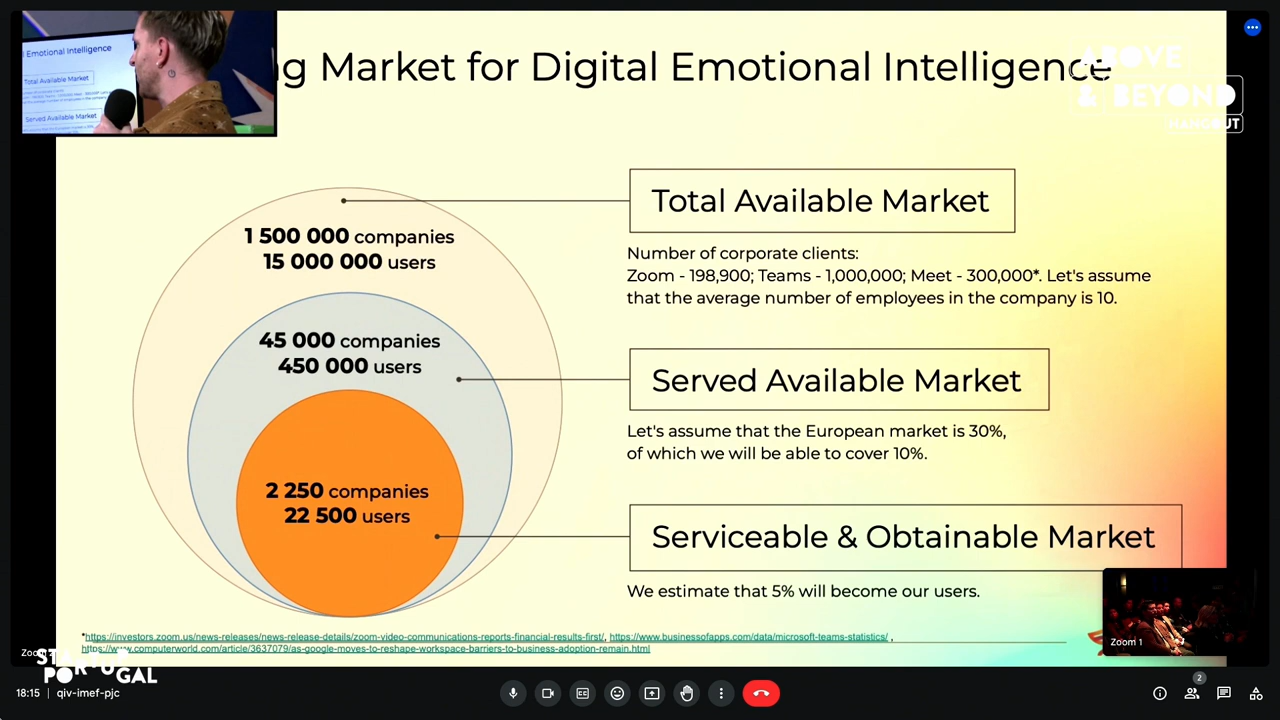 l Emotional Intelligence
Total Available Market
Served Available Market
ng Market for Digital Emotional Intelligence
ABOVE
& BEYOND
HANGOUT
1 500 000 companies
15 000 000 users
45 000 companies
450 000 users
2 250 companies
22 500 users
Total Available Market
Number of corporate clients:
Zoom - 198,900; Teams - 1,000,000; Meet - 300,000*. Let's assume
that the average number of employees in the company is 10.
Served Available Market
Let's assume that the European market is 30%,
of which we will be able to cover 10%.
Serviceable & Obtainable Market
We estimate that 5% will become our users.
*https://investors.zoom.us/news-releases/news-release-details/zoom-video-communications-reports-financial-results-first/, https://www.businessofapps.com/data/microsoft-teams-statistics/ ,
https://www.computerworld.com/article/3637079/as-google-moves-to-reshape-workspace-barriers-to-business-adoption-remain.html
Zoom 1
PORTUGAL
18:15 | qiv-imef-pjc
2